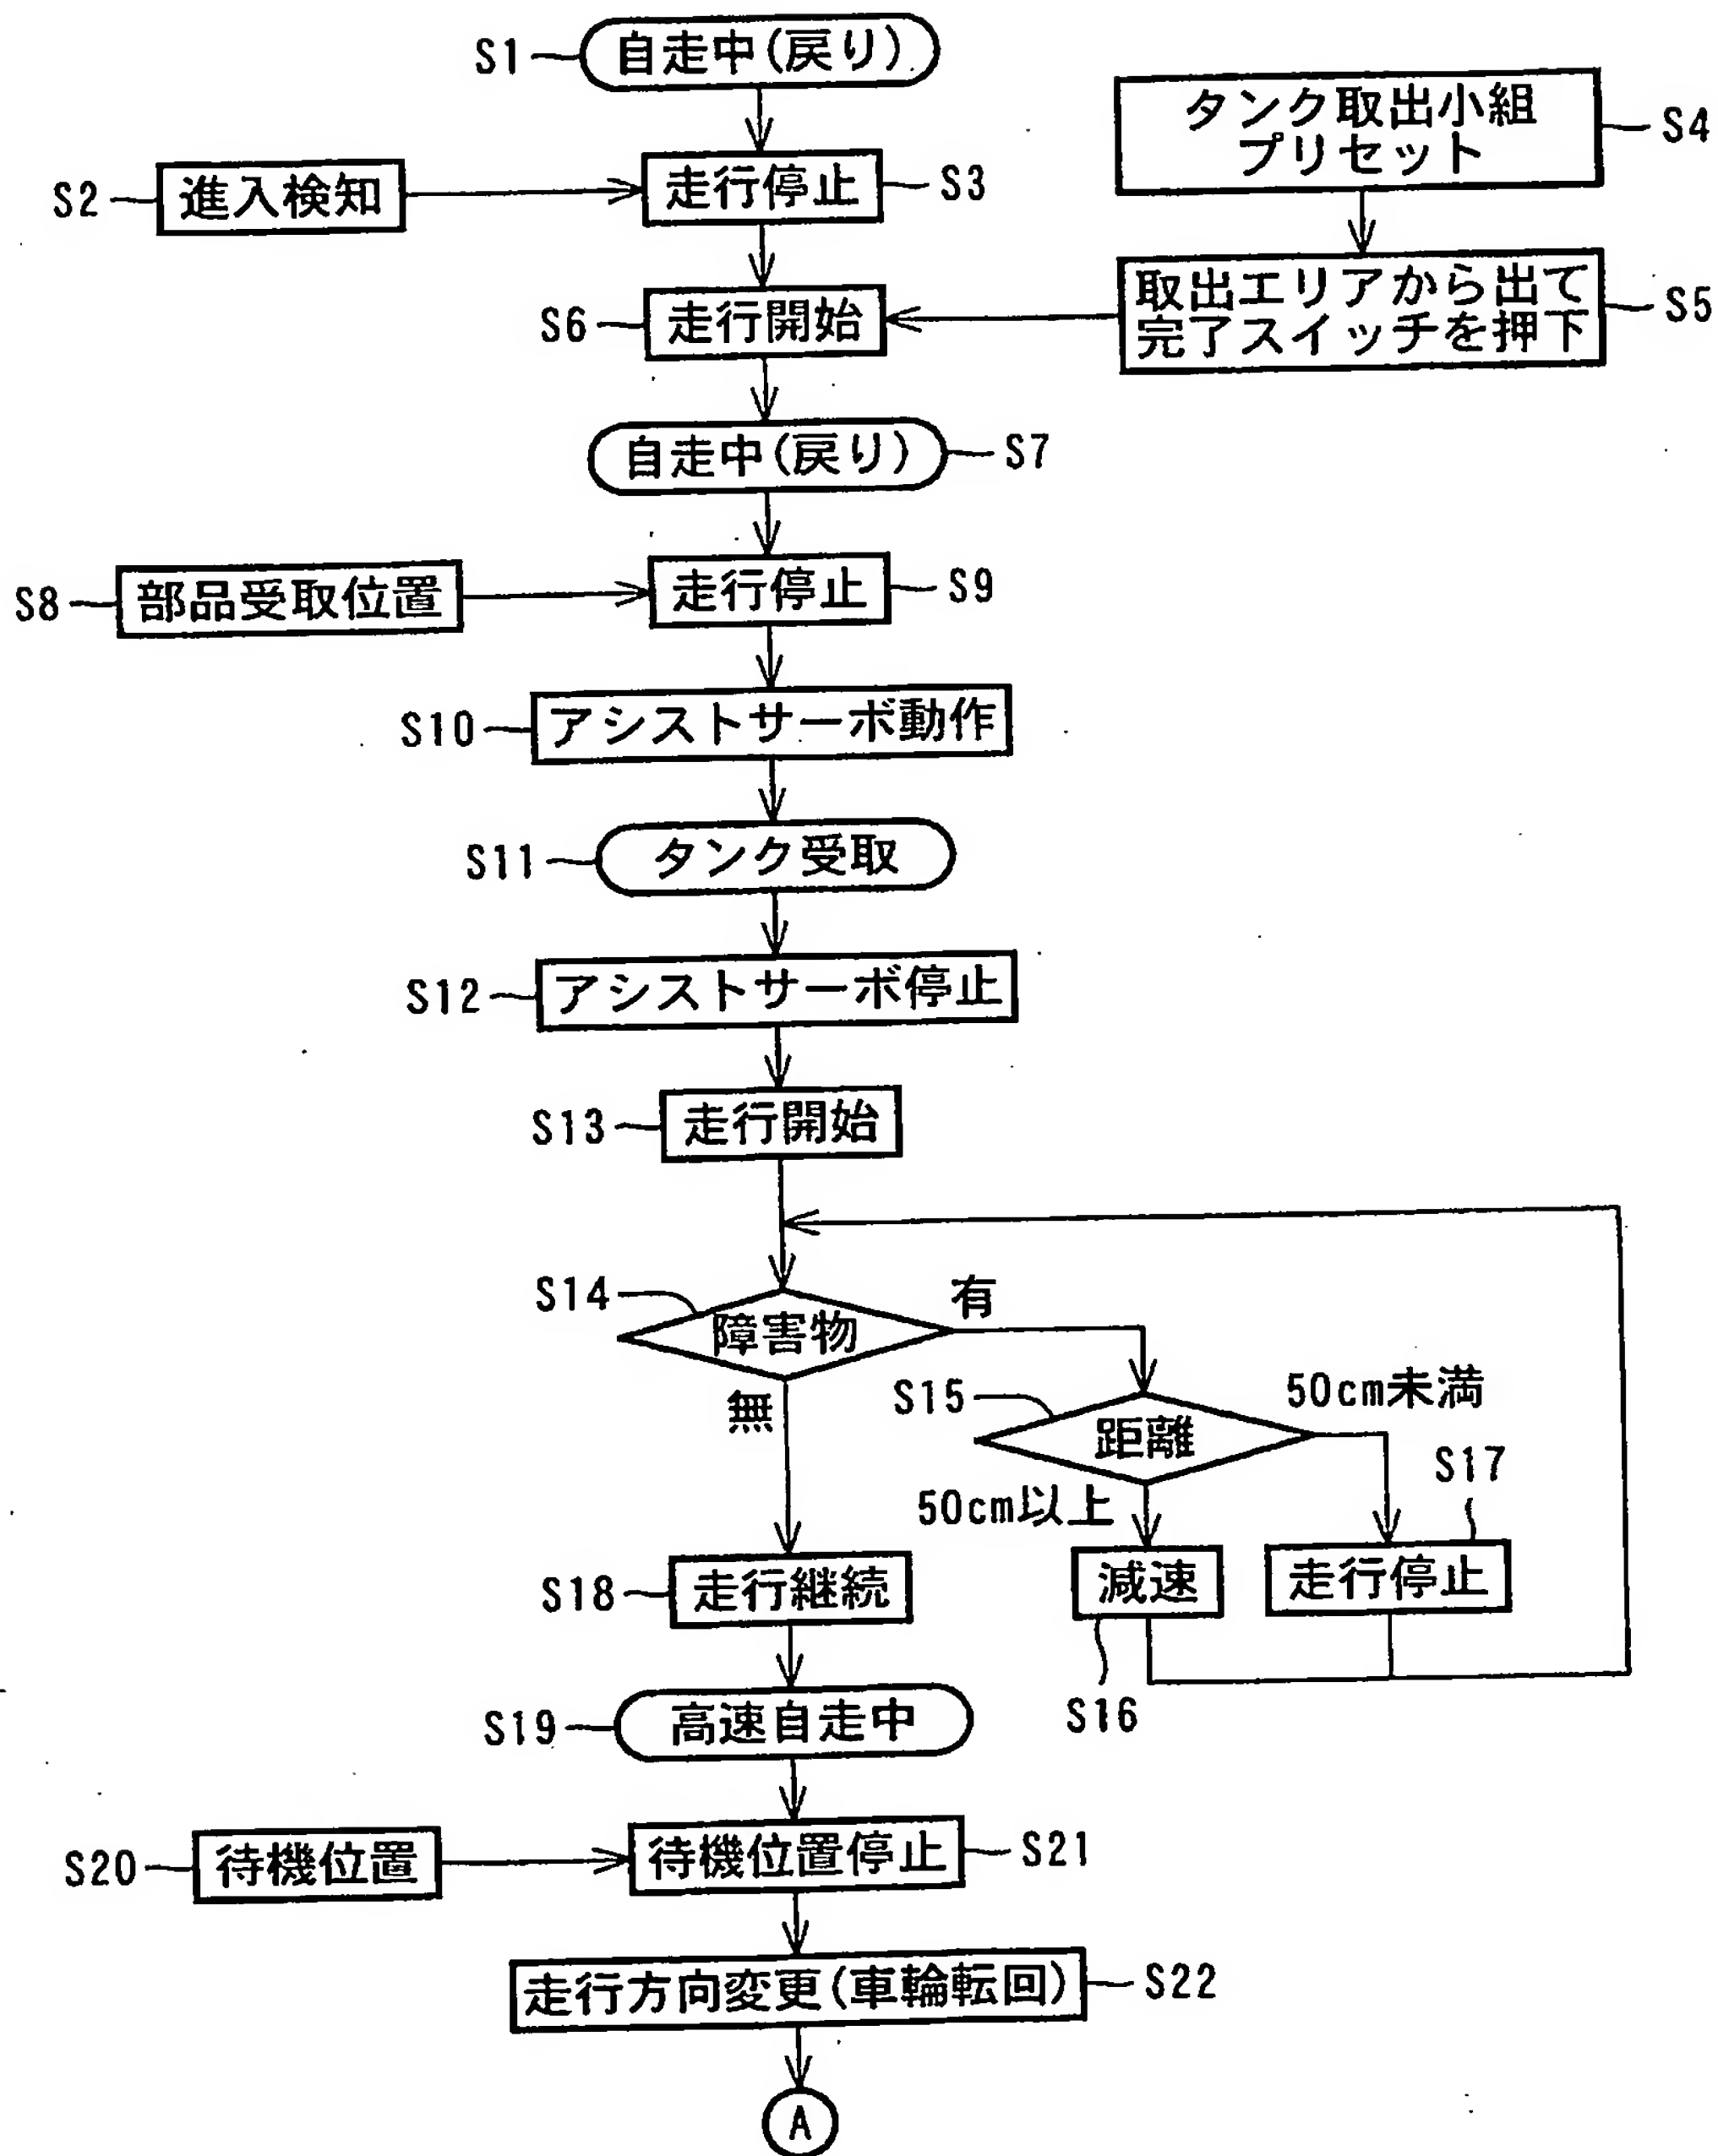 S1
自走中(戻り)
タンク取出小組
プリセット
S4
S2
進入検知
走行停止
S3
取出エリアから出て
完了スイッチを押下
S5
S6
走行開始
自走中(戻り)
S7
S8
部品受取位置
走行停止
S9
S10
アシストサーボ動作
S11
タンク受取
S12
アシストサーボ停止
S13
走行開始
S14
障害物
有
無
S15
距離
50cm未満
50cm以上
S17
S18
走行継続
減速
走行停止
S16
S19
高速自走中
S20
待機位置
待機位置停止
S21
走行方向変更(車輪転回)
S22
A